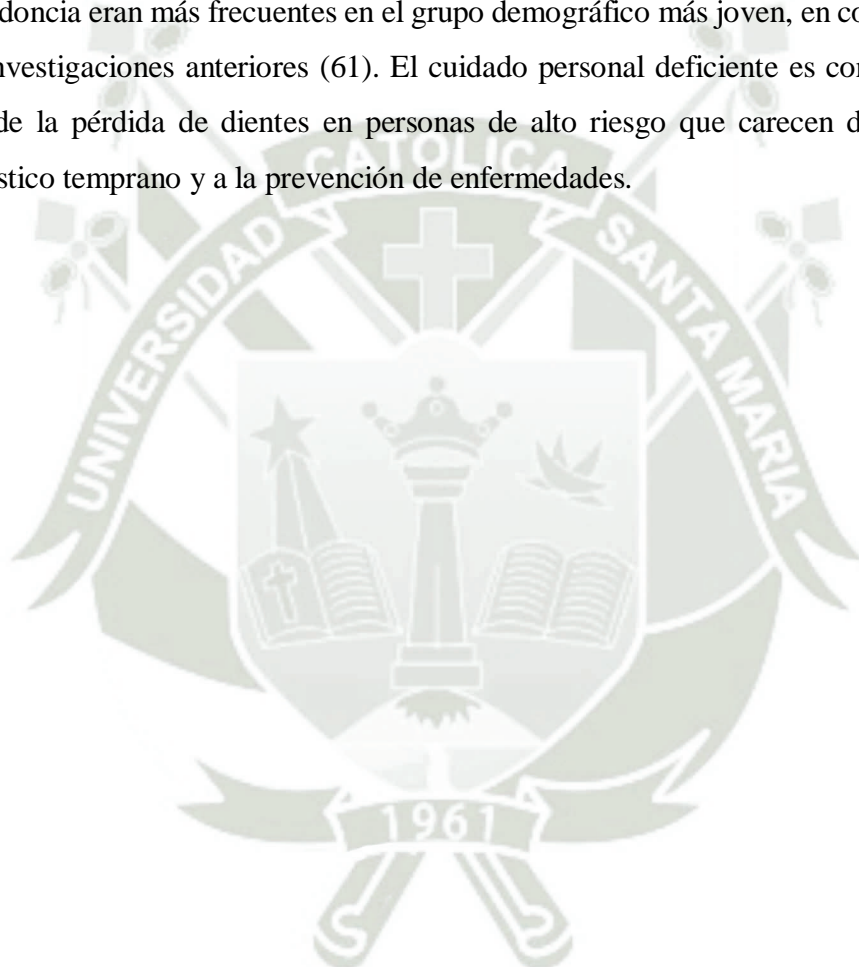 doncia eran más frecuentes en el grupo demográfico más joven, en co
nvestigaciones anteriores (61). El cuidado personal deficiente es con
de la pérdida de dientes en personas de alto riesgo que carecen d
stico temprano y a la prevención de enfermedades.
UNIVERSIDAD CATOLICA SANTA MARIA
1961